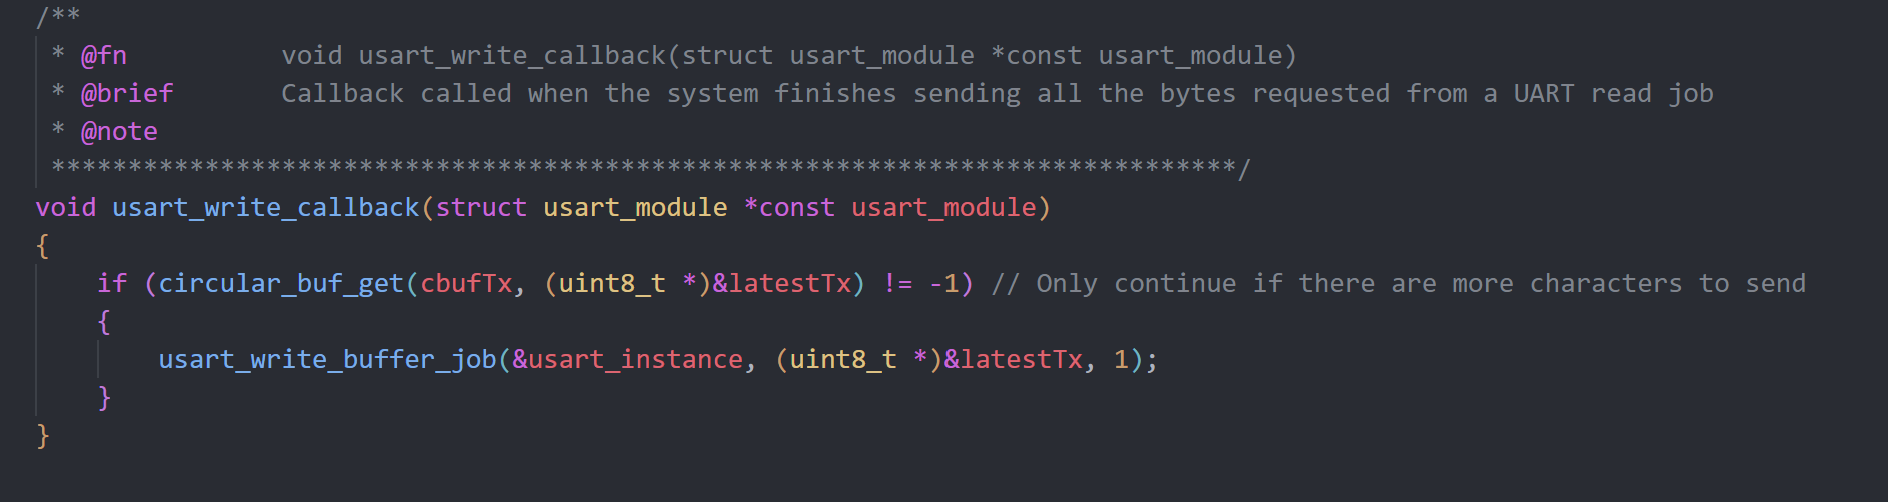 /**
 * @fn        void usart_write_callback(struct usart_module *const usart_module)
 * @brief       Callback called when the system finishes sending all the bytes requested from a UART read job
 * @note
 *****************************************************************************/
void usart_write_callback(struct usart_module *const usart_module)
{
    if (circular_buf_get(cbufTx, (uint8_t *)&latestTx) != -1) // Only continue if there are more characters to send
    {
        usart_write_buffer_job(&usart_instance, (uint8_t *)&latestTx, 1);
    }
}